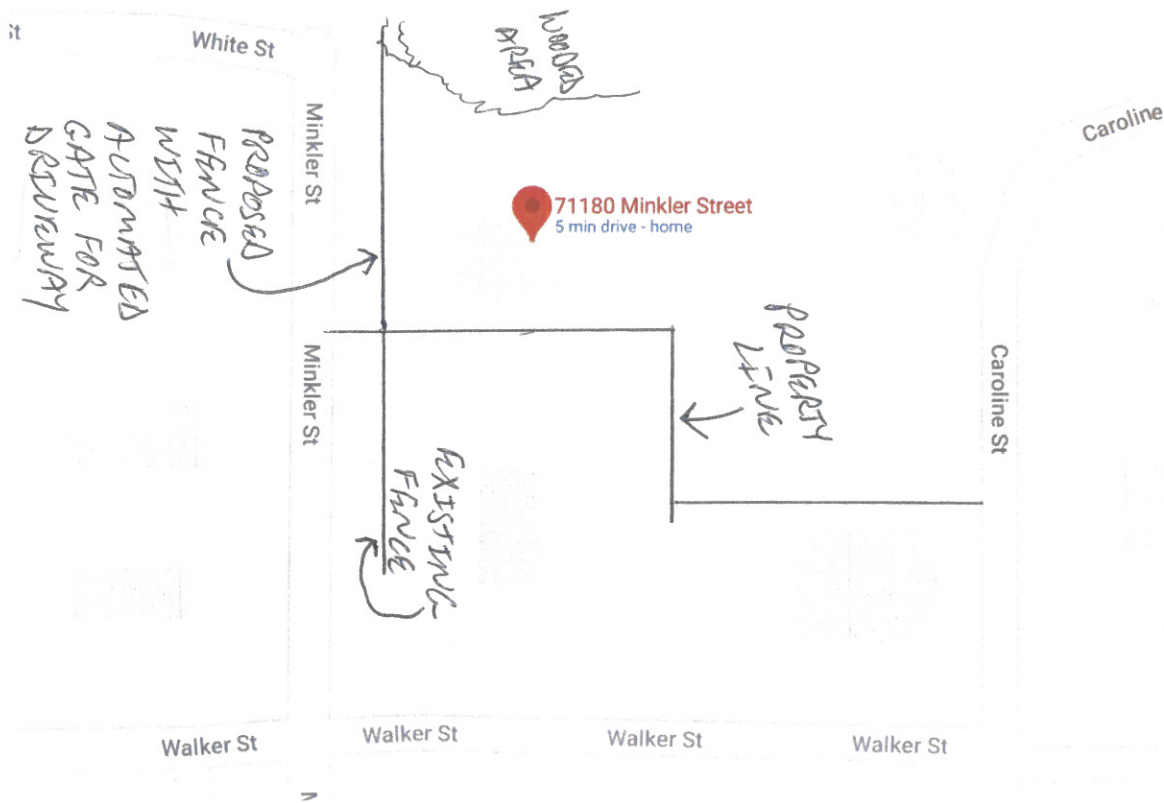 st
White St
WOODED
AREA
Caroline
Minkler St
PROPOSED
FENCE
WITH
AUTOMATED
GATE FOR
DRIVEWAY
71180 Minkler Street
5 min drive - home
PROPERTY
LINE
Minkler St
Caroline St
EXISTING
FENCE
Walker St
Walker St
Walker St
Walker St
M